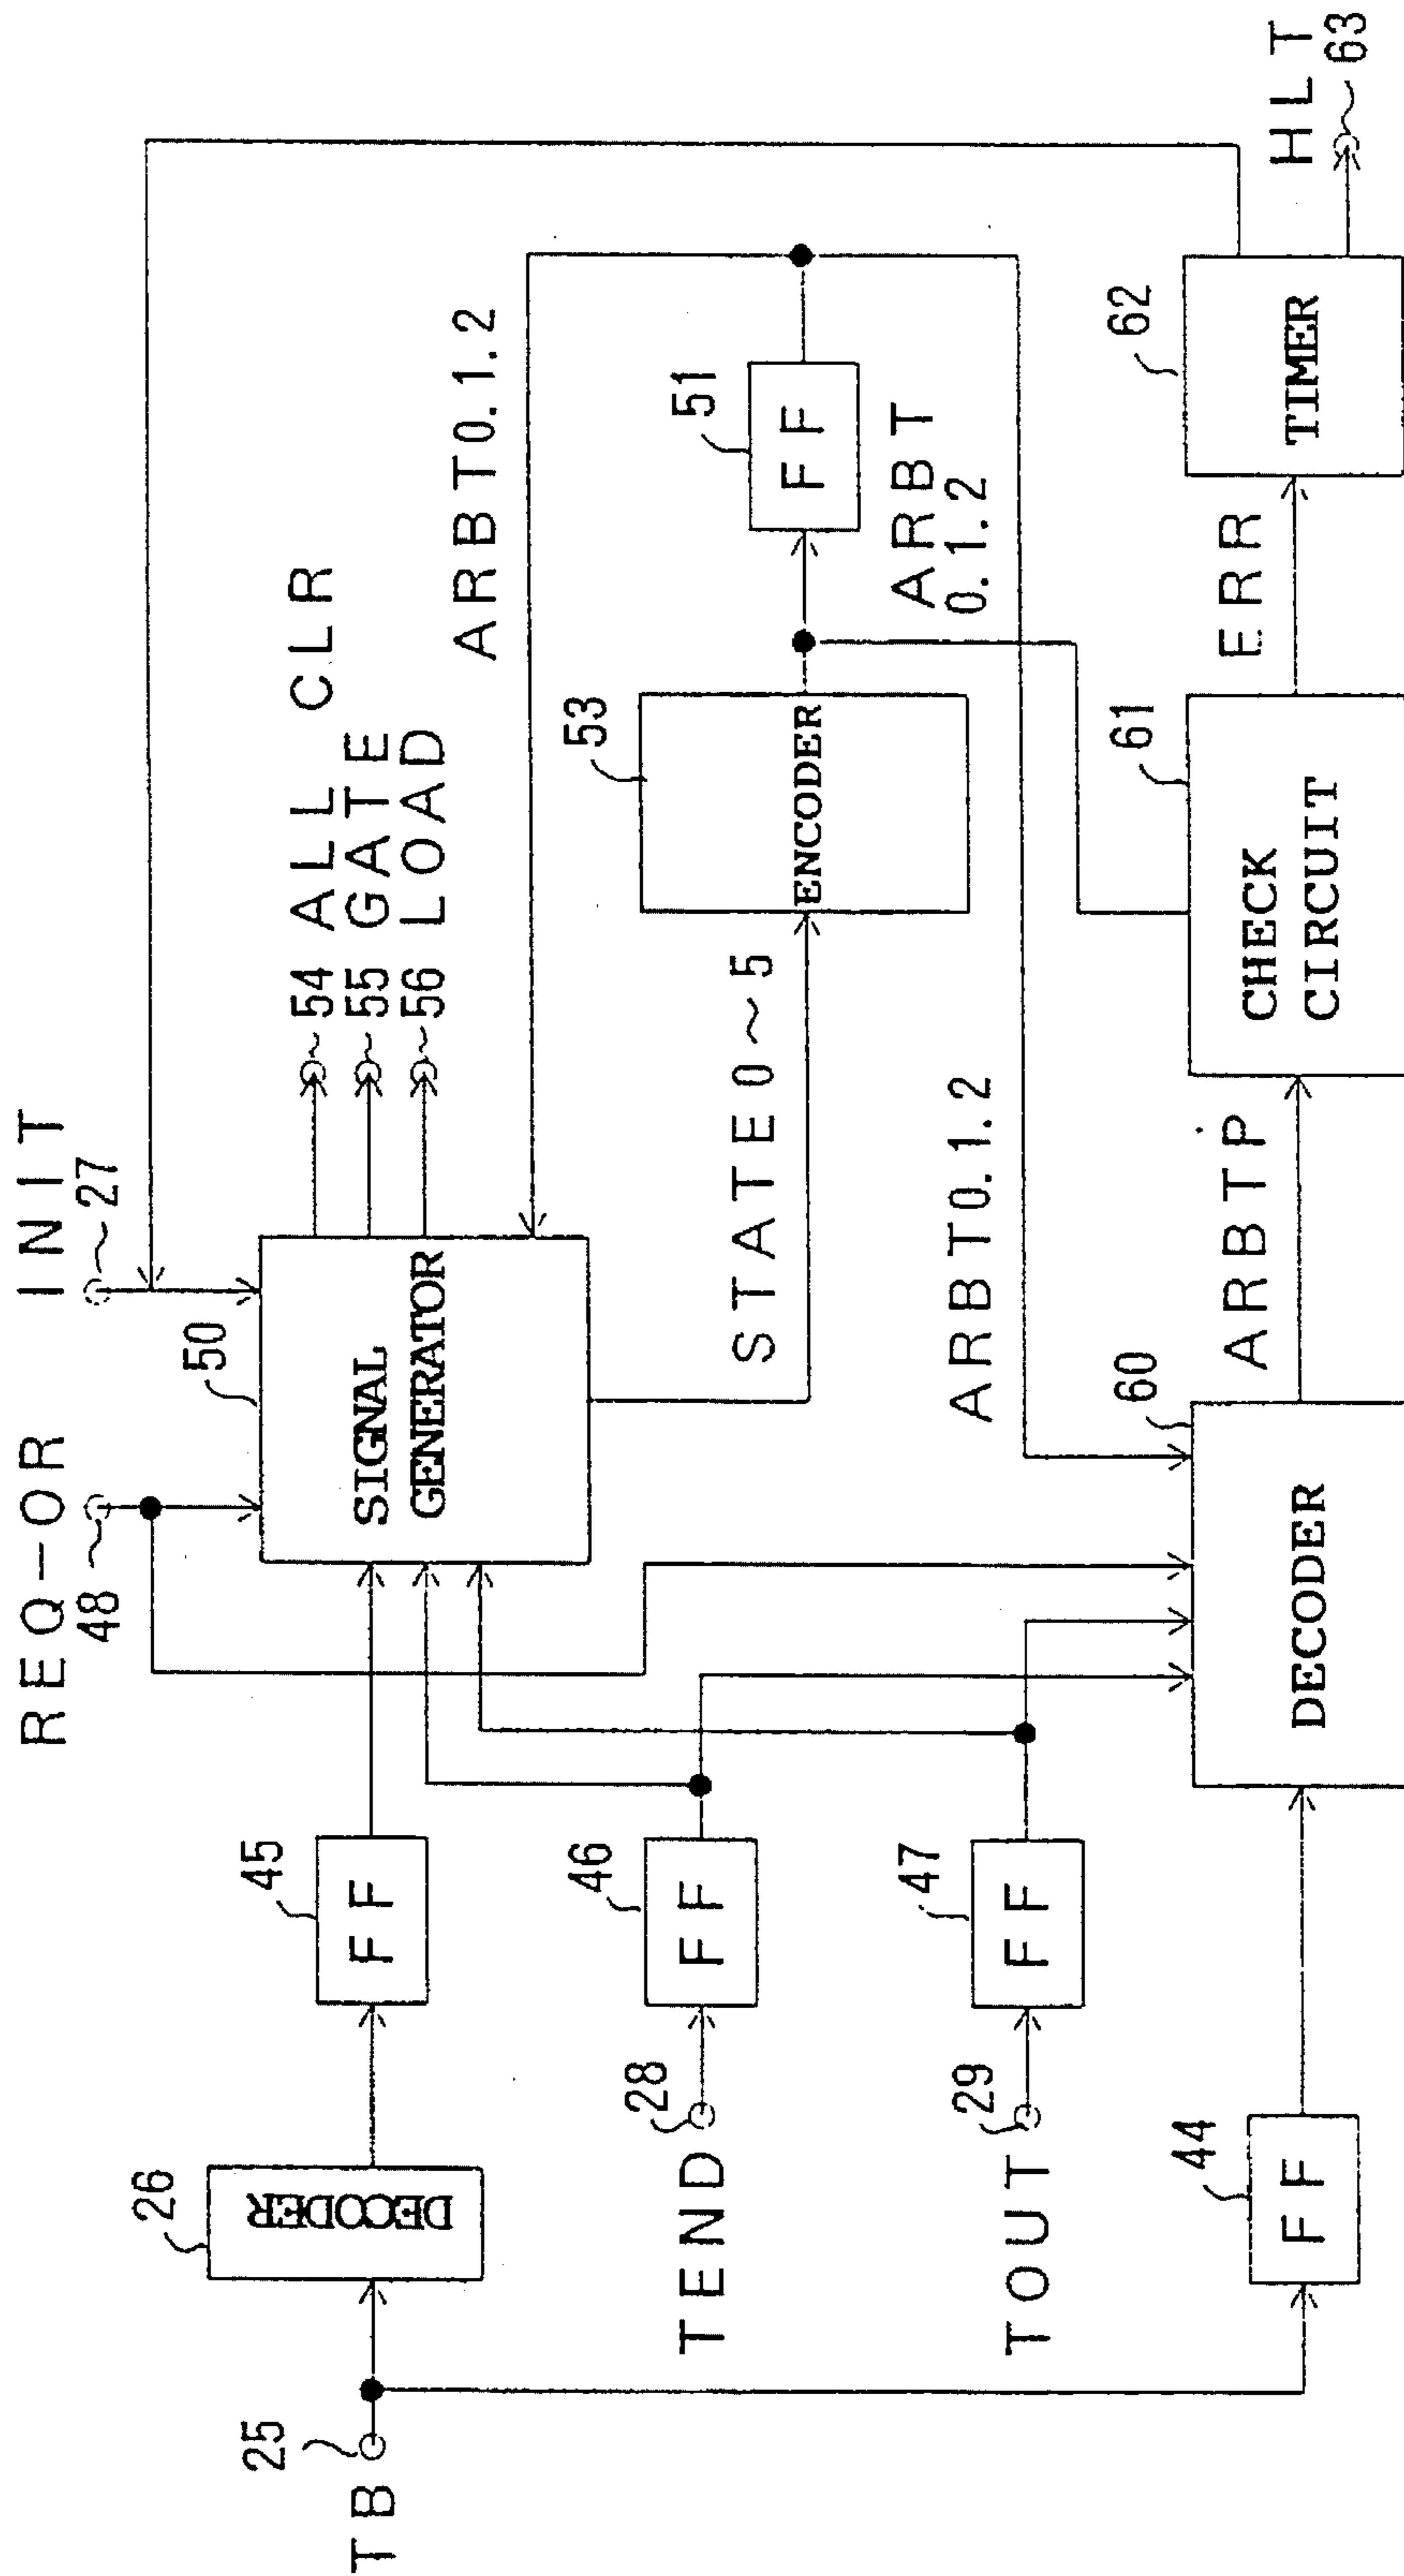 REQ-OR
INIT
48
27
50
SIGNAL
GENERATOR
54 ALL CLR
55 GATE
56 LOAD
ARBT0.1.2
TB
25
26
DECODER
45
FF
TEND
28
46
FF
TOUT
29
47
FF
44
FF
STATE0~5
53
ENCODER
51
FF
ARBT
0.1.2
ARBT0.1.2
60
DECODER
ARBTP
61
CHECK
CIRCUIT
ERR
62
TIMER
HLT
63